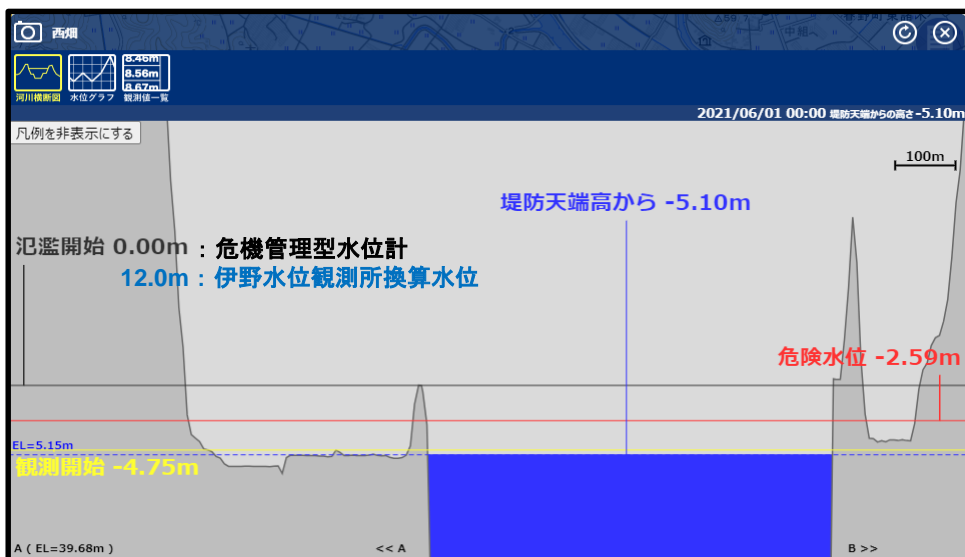 西畑
8.46m
8.56m
8.67m
河川横断図 水位グラフ 観測値一覧
2021/06/01 00:00 堤防天端からの高さ-5.10m
凡例を非表示にする
100m
堤防天端高から -5.10m
氾濫開始 0.00m：危機管理型水位計
12.0m：伊野水位観測所換算水位
危険水位 -2.59m
EL=5.15m
観測開始 -4.75m
A ( EL=39.68m )
<< A
B >>